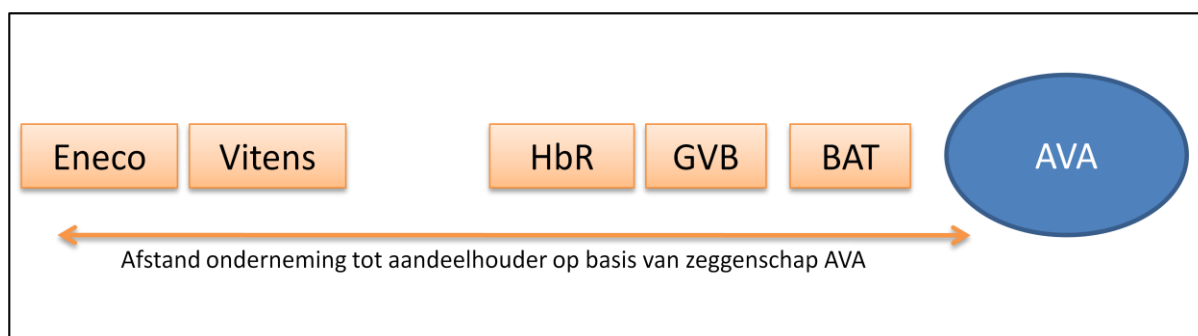 Eneco Vitens HbR GVB BAT AVA
Afstand onderneming tot aandeelhouder op basis van zeggenschap AVA